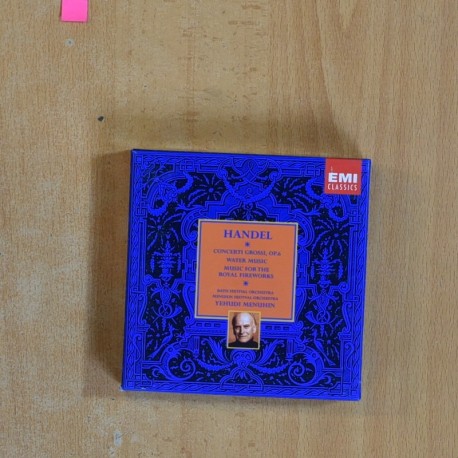 EMI
CLASSICS
HANDEL
CONCERTI GROSSI, OP.6
WATER MUSIC
MUSIC FOR THE
ROYAL FIREWORKS
BATH FESTIVAL ORCHESTRA
MENUHIN FESTIVAL ORCHESTRA
YEHUDI MENUHIN